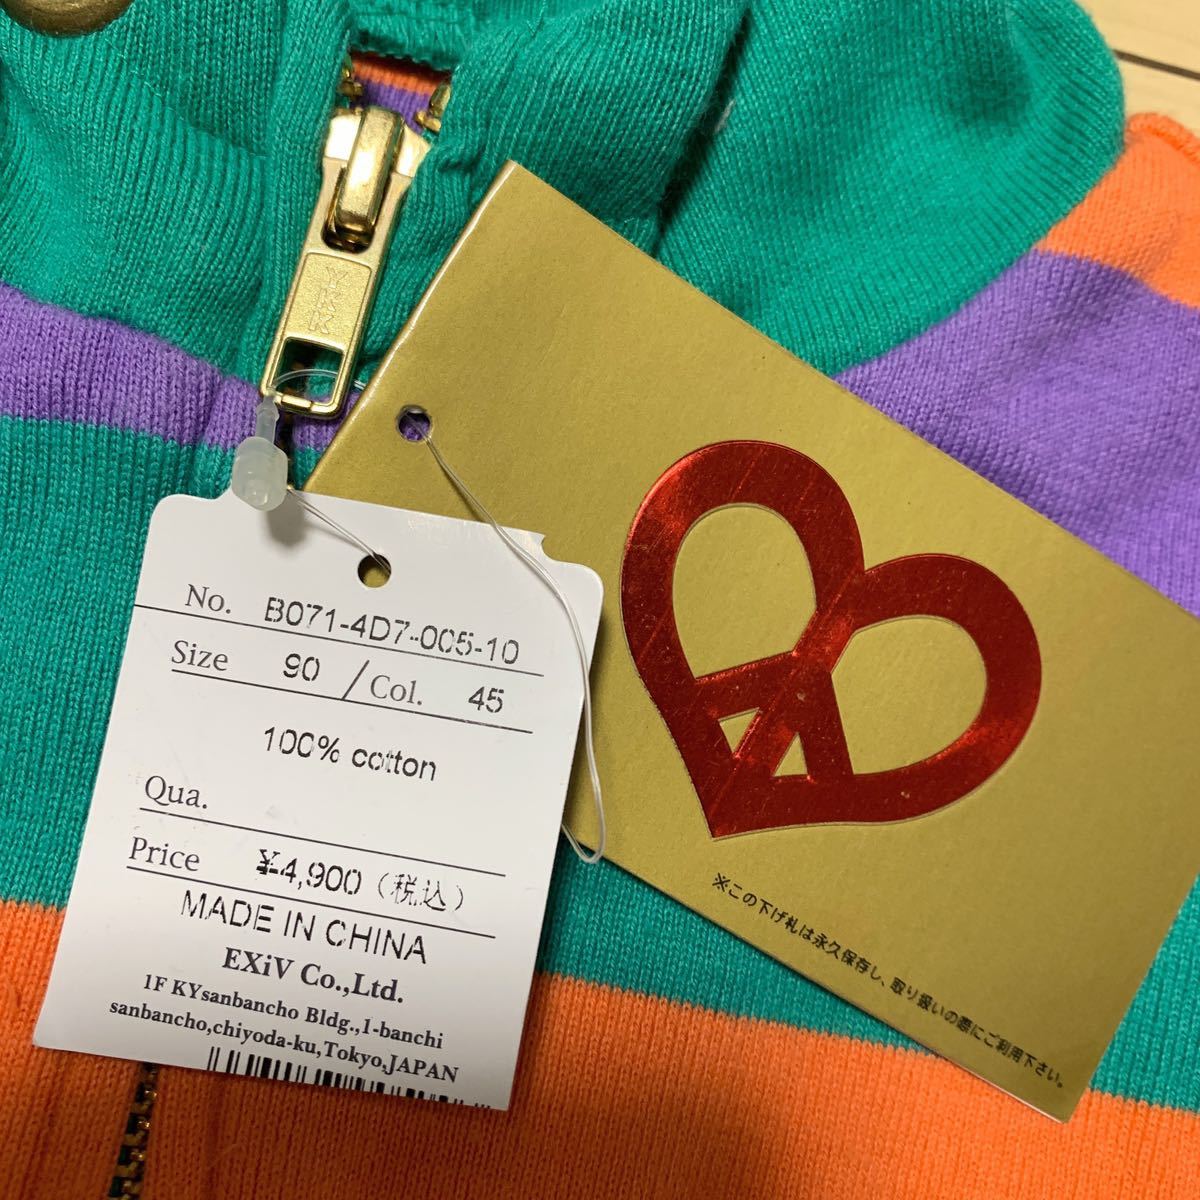 YKK
No. B071-4D7-005-10
Size 90 / Col. 45
100% cotton
Qua.
Price ¥4,900（税込）
MADE IN CHINA
EXiV Co.,Ltd.
1F KYsanbancho Bldg.,1-banchi
sanbancho,chiyoda-ku,Tokyo,JAPAN
※この下げ札は永久保存し、取り扱いの際にご利用下さい。